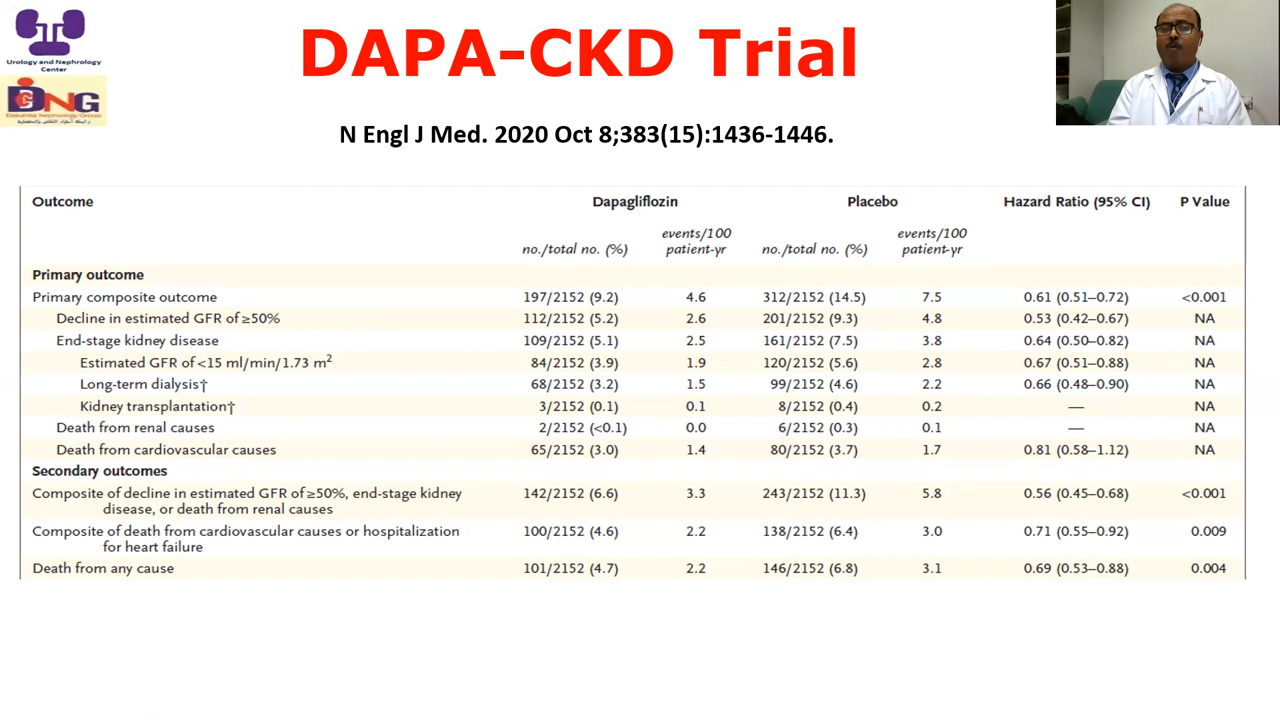 Urology and Nephrology
Center
DNG
Dakahlia Nephrology Group
DAPA-CKD Trial
N Engl J Med. 2020 Oct 8;383(15):1436-1446.
Outcome Dapagliflozin Placebo Hazard Ratio (95% CI) P Value
no./total no. (%) events/100 patient-yr no./total no. (%) events/100 patient-yr
Primary outcome
Primary composite outcome 197/2152 (9.2) 4.6 312/2152 (14.5) 7.5 0.61 (0.51–0.72) <0.001
Decline in estimated GFR of ≥50% 112/2152 (5.2) 2.6 201/2152 (9.3) 4.8 0.53 (0.42–0.67) NA
End-stage kidney disease 109/2152 (5.1) 2.5 161/2152 (7.5) 3.8 0.64 (0.50–0.82) NA
Estimated GFR of <15 ml/min/1.73 m² 84/2152 (3.9) 1.9 120/2152 (5.6) 2.8 0.67 (0.51–0.88) NA
Long-term dialysis† 68/2152 (3.2) 1.5 99/2152 (4.6) 2.2 0.66 (0.48–0.90) NA
Kidney transplantation† 3/2152 (0.1) 0.1 8/2152 (0.4) 0.2 — NA
Death from renal causes 2/2152 (<0.1) 0.0 6/2152 (0.3) 0.1 — NA
Death from cardiovascular causes 65/2152 (3.0) 1.4 80/2152 (3.7) 1.7 0.81 (0.58–1.12) NA
Secondary outcomes
Composite of decline in estimated GFR of ≥50%, end-stage kidney 142/2152 (6.6) 3.3 243/2152 (11.3) 5.8 0.56 (0.45–0.68) <0.001
disease, or death from renal causes
Composite of death from cardiovascular causes or hospitalization 100/2152 (4.6) 2.2 138/2152 (6.4) 3.0 0.71 (0.55–0.92) 0.009
for heart failure
Death from any cause 101/2152 (4.7) 2.2 146/2152 (6.8) 3.1 0.69 (0.53–0.88) 0.004